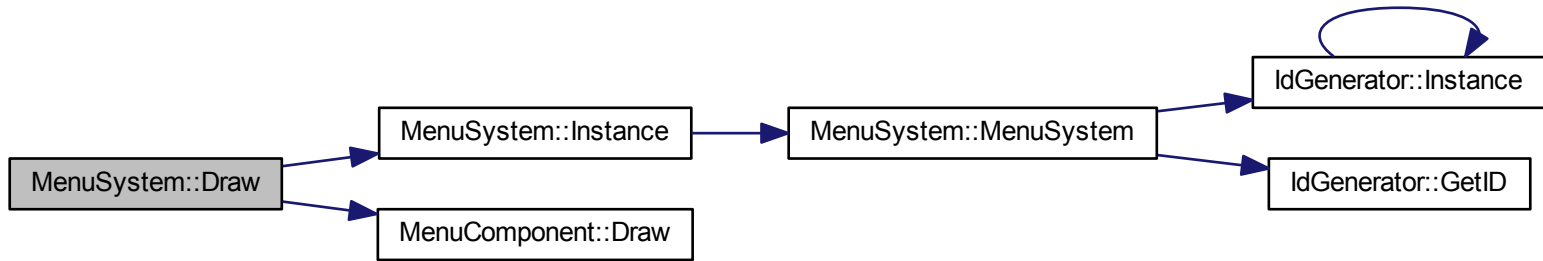 MenuSystem::Draw
MenuSystem::Instance
MenuComponent::Draw
MenuSystem::MenuSystem
IdGenerator::Instance
IdGenerator::GetID